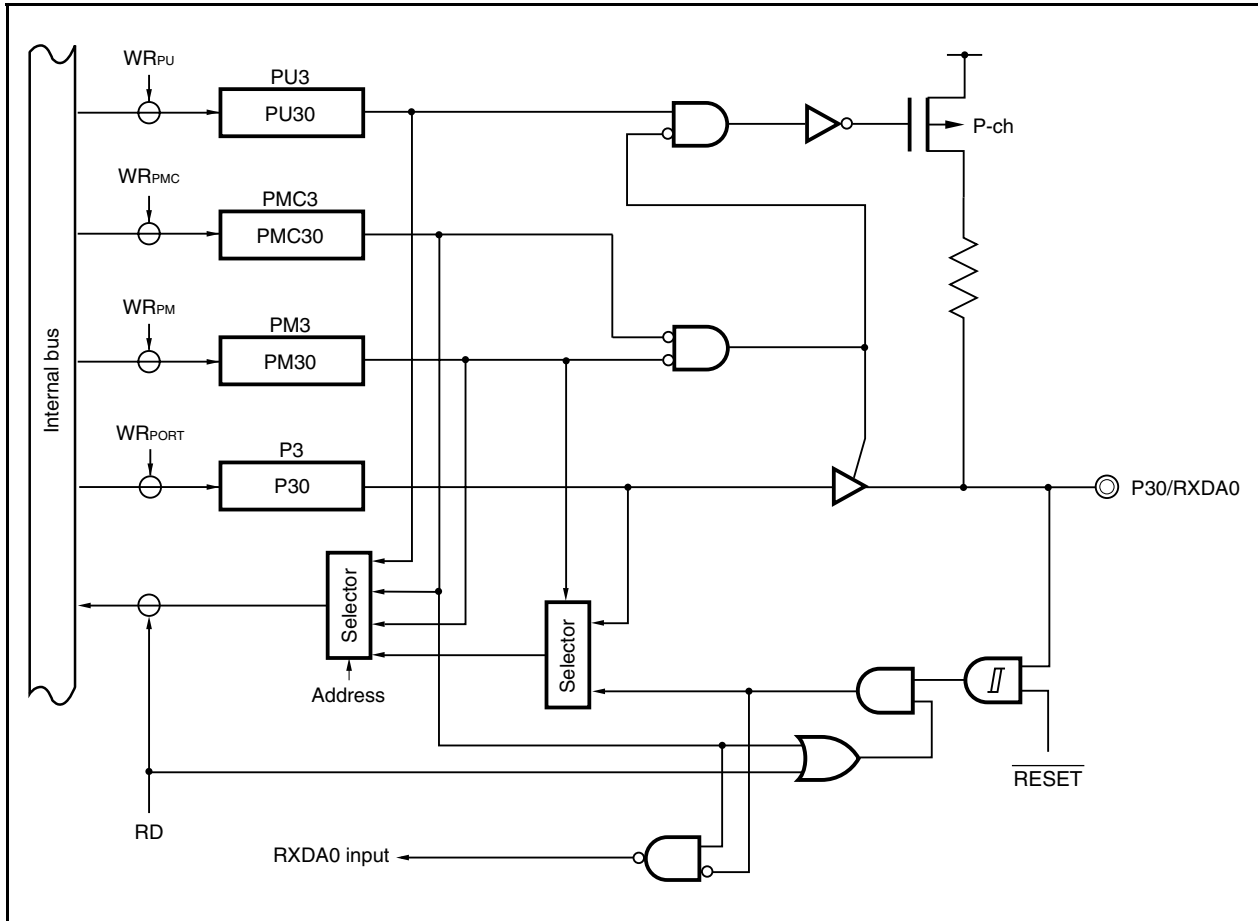 WRPU
PU3
PU30
P-ch
WRPMC
PMC3
PMC30
WRPM
PM3
PM30
Internal bus
WRPORT
P3
P30
P30/RXDA0
Selector
Selector
Address
RESET
RD
RXDA0 input